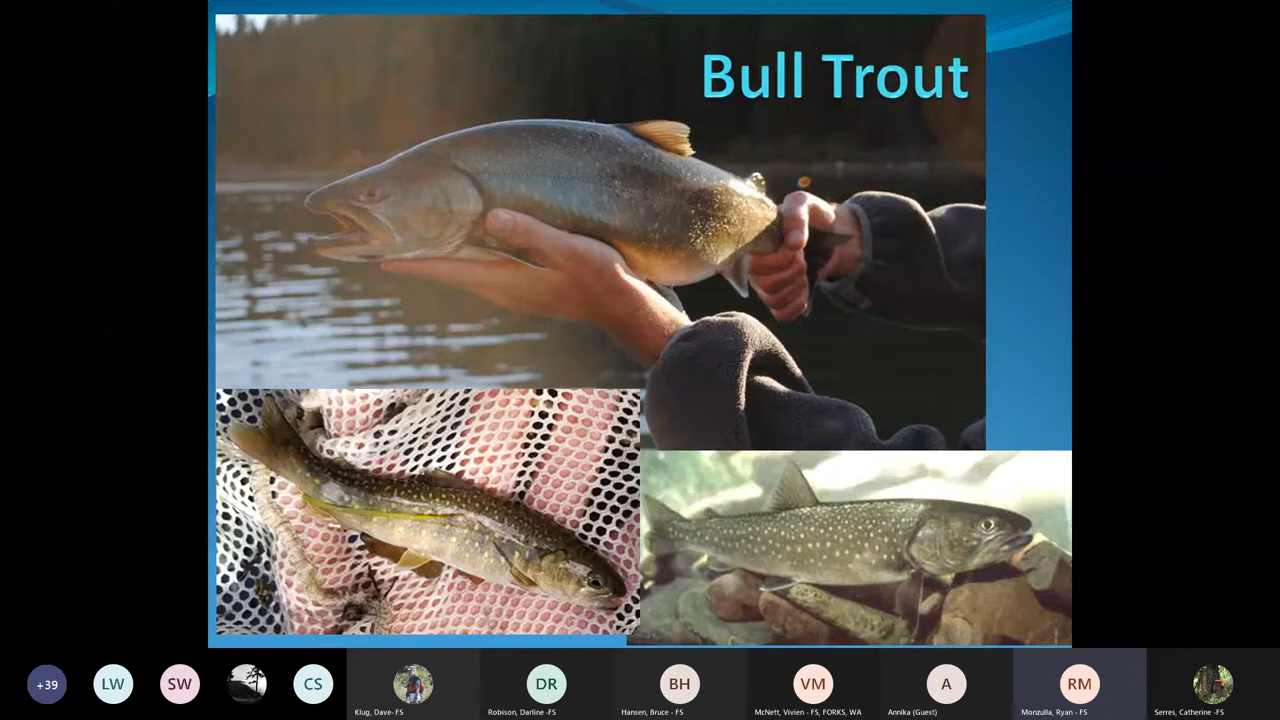 Bull Trout
+39
LW
SW
CS
DR
BH
VM
A
RM
Klug, Dave- FS
Robison, Darline -FS
Hansen, Bruce - FS
McNett, Vivien - FS, FORKS, WA
Annika (Guest)
Monzulla, Ryan - FS
Serres, Catherine -FS